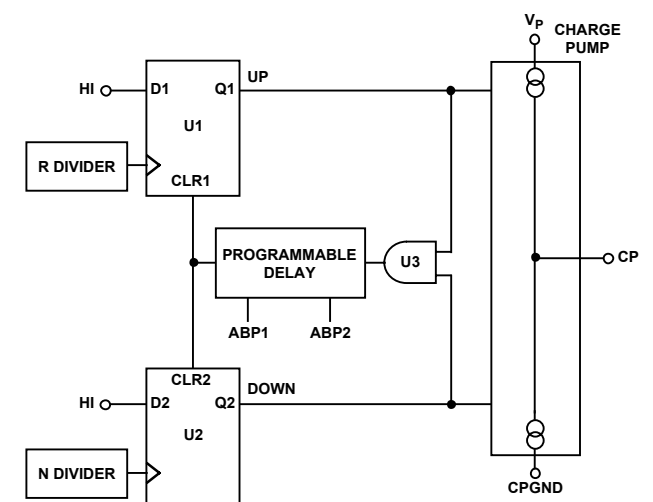 VP
CHARGE
PUMP
HI
D1
Q1
UP
U1
R DIVIDER
CLR1
PROGRAMMABLE
DELAY
U3
CP
ABP1
ABP2
CLR2
DOWN
HI
D2
Q2
U2
N DIVIDER
CPGND